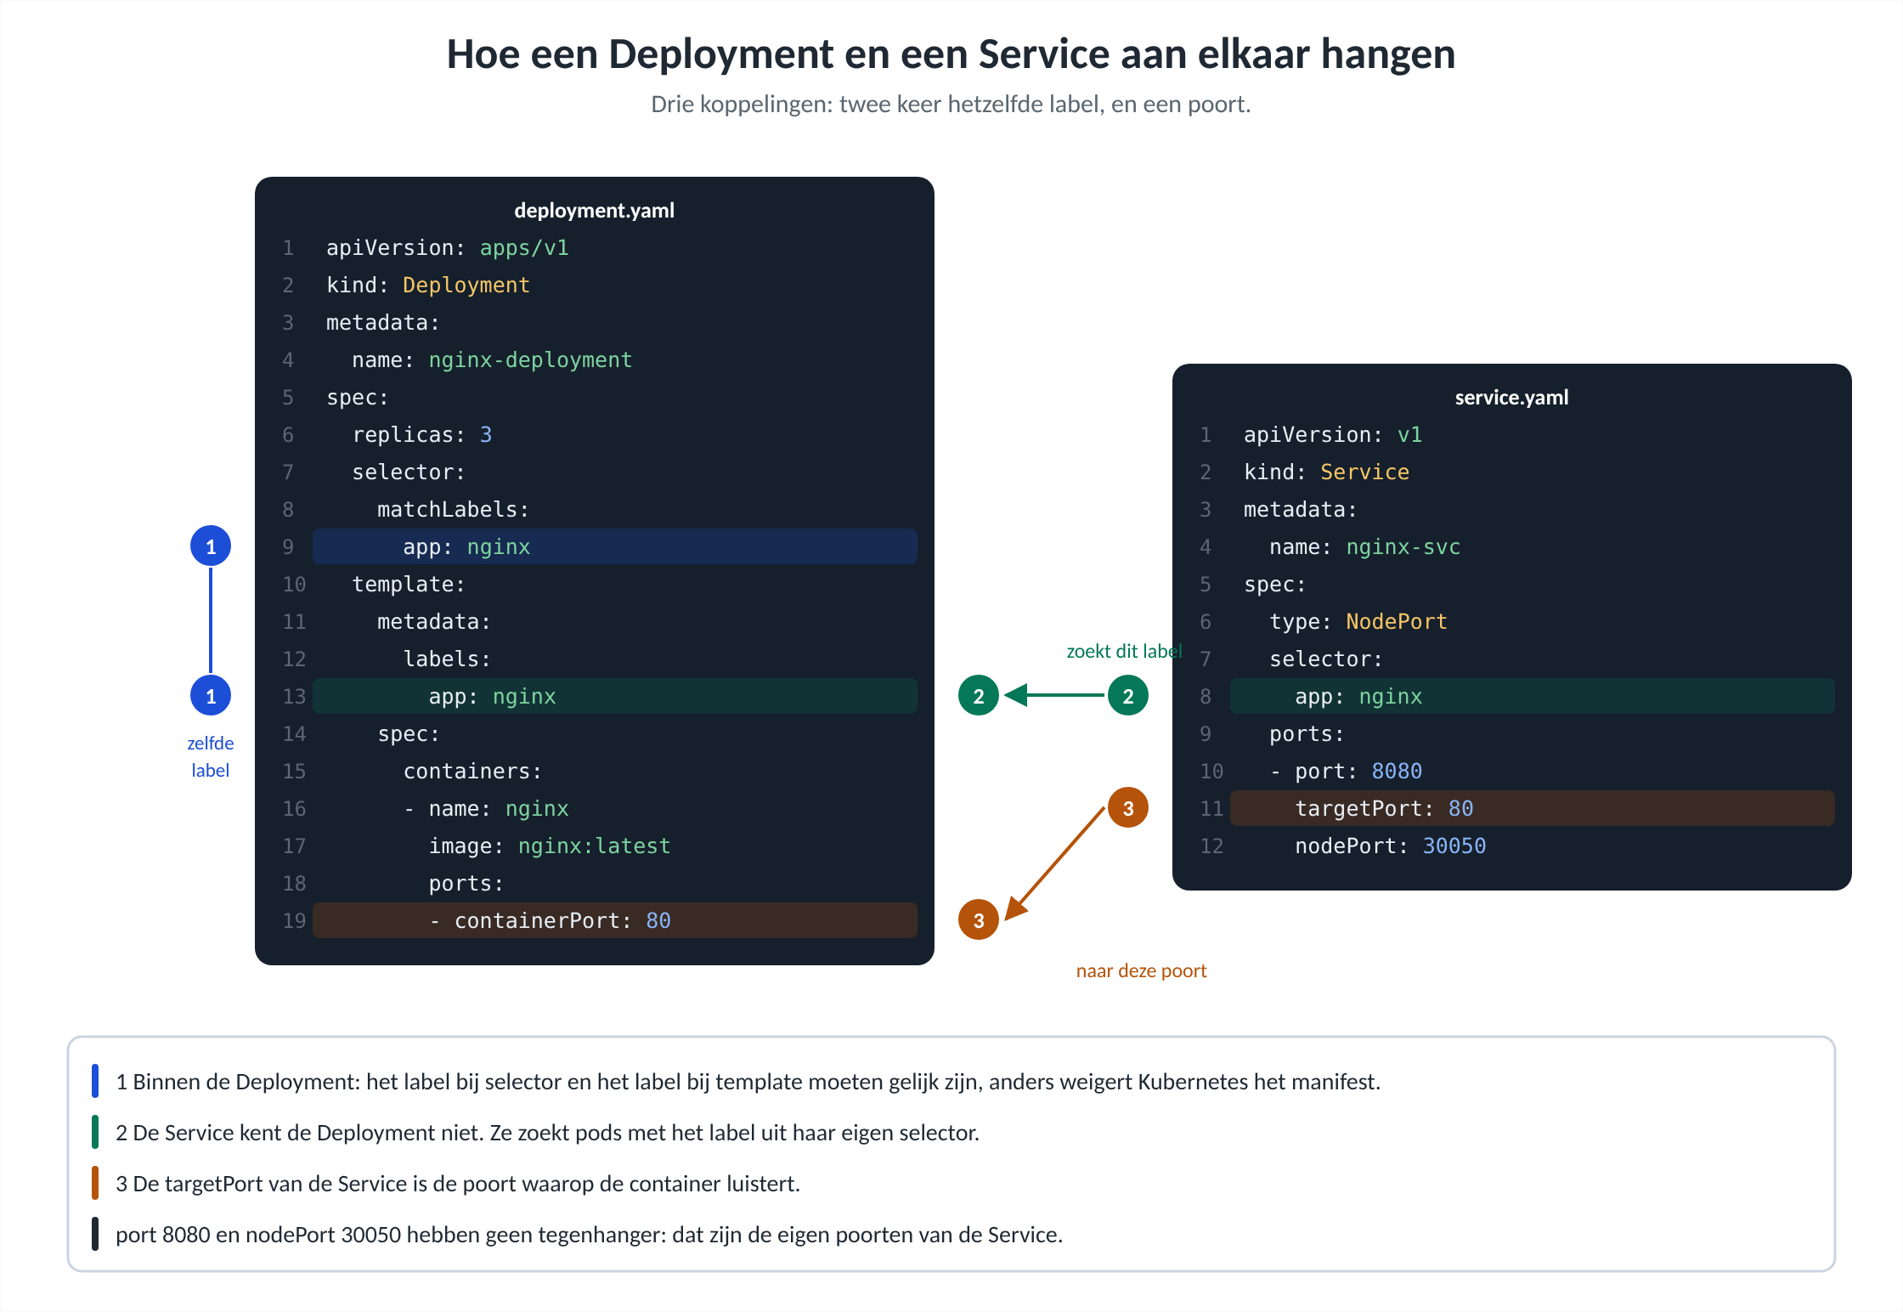 Hoe een Deployment en een Service aan elkaar hangen
Drie koppelingen: twee keer hetzelfde label, en een poort.
deployment.yaml
1 apiVersion: apps/v1
2 kind: Deployment
3 metadata:
4   name: nginx-deployment
5 spec:
6   replicas: 3
7   selector:
8     matchLabels:
9       app: nginx
10   template:
11     metadata:
12       labels:
13         app: nginx
14     spec:
15       containers:
16       - name: nginx
17         image: nginx:latest
18         ports:
19         - containerPort: 80
1
1
zelfde
label
zoekt dit label
2
2
3
3
naar deze poort
service.yaml
1 apiVersion: v1
2 kind: Service
3 metadata:
4   name: nginx-svc
5 spec:
6   type: NodePort
7   selector:
8     app: nginx
9   ports:
10   - port: 8080
11     targetPort: 80
12     nodePort: 30050
1 Binnen de Deployment: het label bij selector en het label bij template moeten gelijk zijn, anders weigert Kubernetes het manifest.
2 De Service kent de Deployment niet. Ze zoekt pods met het label uit haar eigen selector.
3 De targetPort van de Service is de poort waarop de container luistert.
port 8080 en nodePort 30050 hebben geen tegenhanger: dat zijn de eigen poorten van de Service.